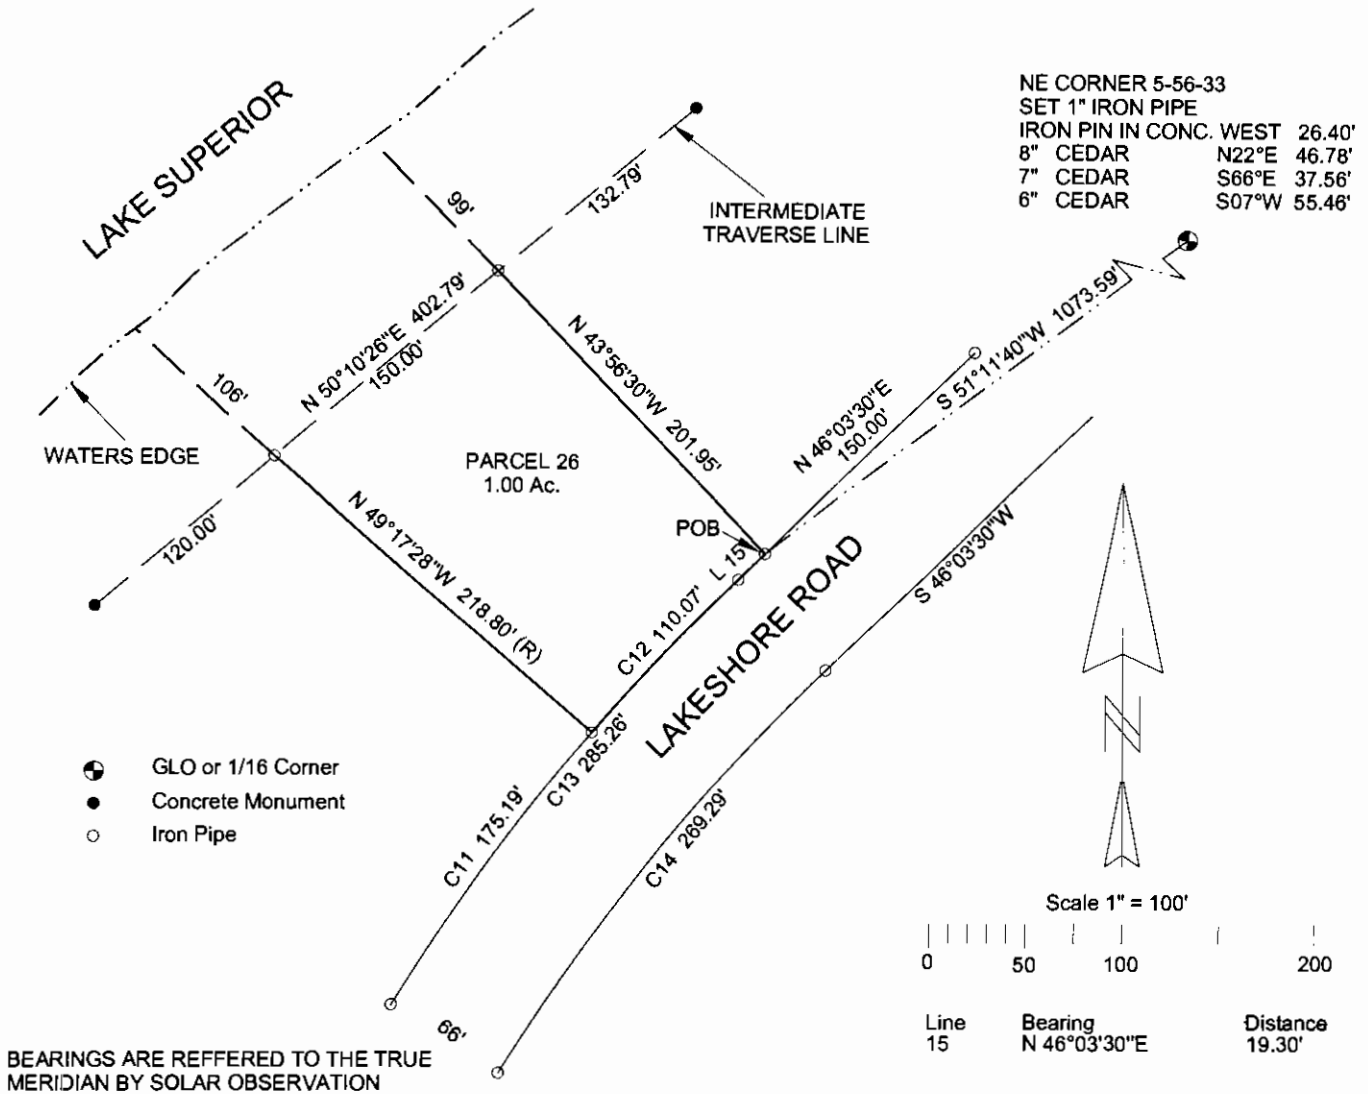 LAKE SUPERIOR
NE CORNER 5-56-33
SET 1" IRON PIPE
IRON PIN IN CONC. WEST 26.40'
8" CEDAR N22°E 46.78'
7" CEDAR S66°E 37.56'
6" CEDAR S07°W 55.46'
99'
132.79'
INTERMEDIATE
TRAVERSE LINE
N 50°10'26"E 402.79'
150.00'
106'
N 43°56'30"W 201.95'
S 51°11'40"W 1073.59'
N 46°03'30"E
150.00'
WATERS EDGE
PARCEL 26
1.00 Ac.
120.00'
N 49°17'28"W 218.80' (R)
POB
L 15
C12 110.07'
LAKESHORE ROAD
S 46°03'30"W
C13 285.26'
C11 175.19'
C14 269.29'
66'
GLO or 1/16 Corner
Concrete Monument
Iron Pipe
N
Scale 1" = 100'
0 50 100 200
Line Bearing Distance
15 N 46°03'30"E 19.30'
BEARINGS ARE REFFERED TO THE TRUE
MERIDIAN BY SOLAR OBSERVATION